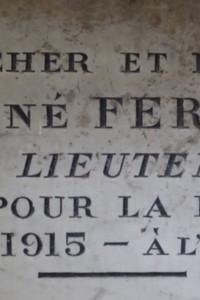 CHER ET
NÉ FER
LIEUTE
POUR LA
1915 – À L'